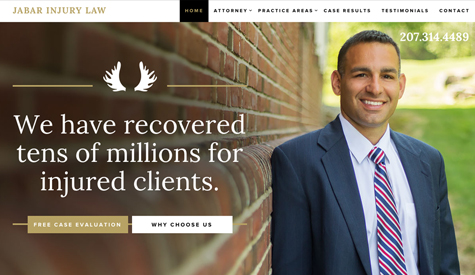 JABAR INJURY LAW
HOME ATTORNEY PRACTICE AREAS CASE RESULTS TESTIMONIALS CONTACT
207.314.4489
We have recovered
tens of millions for
injured clients.
FREE CASE EVALUATION WHY CHOOSE US